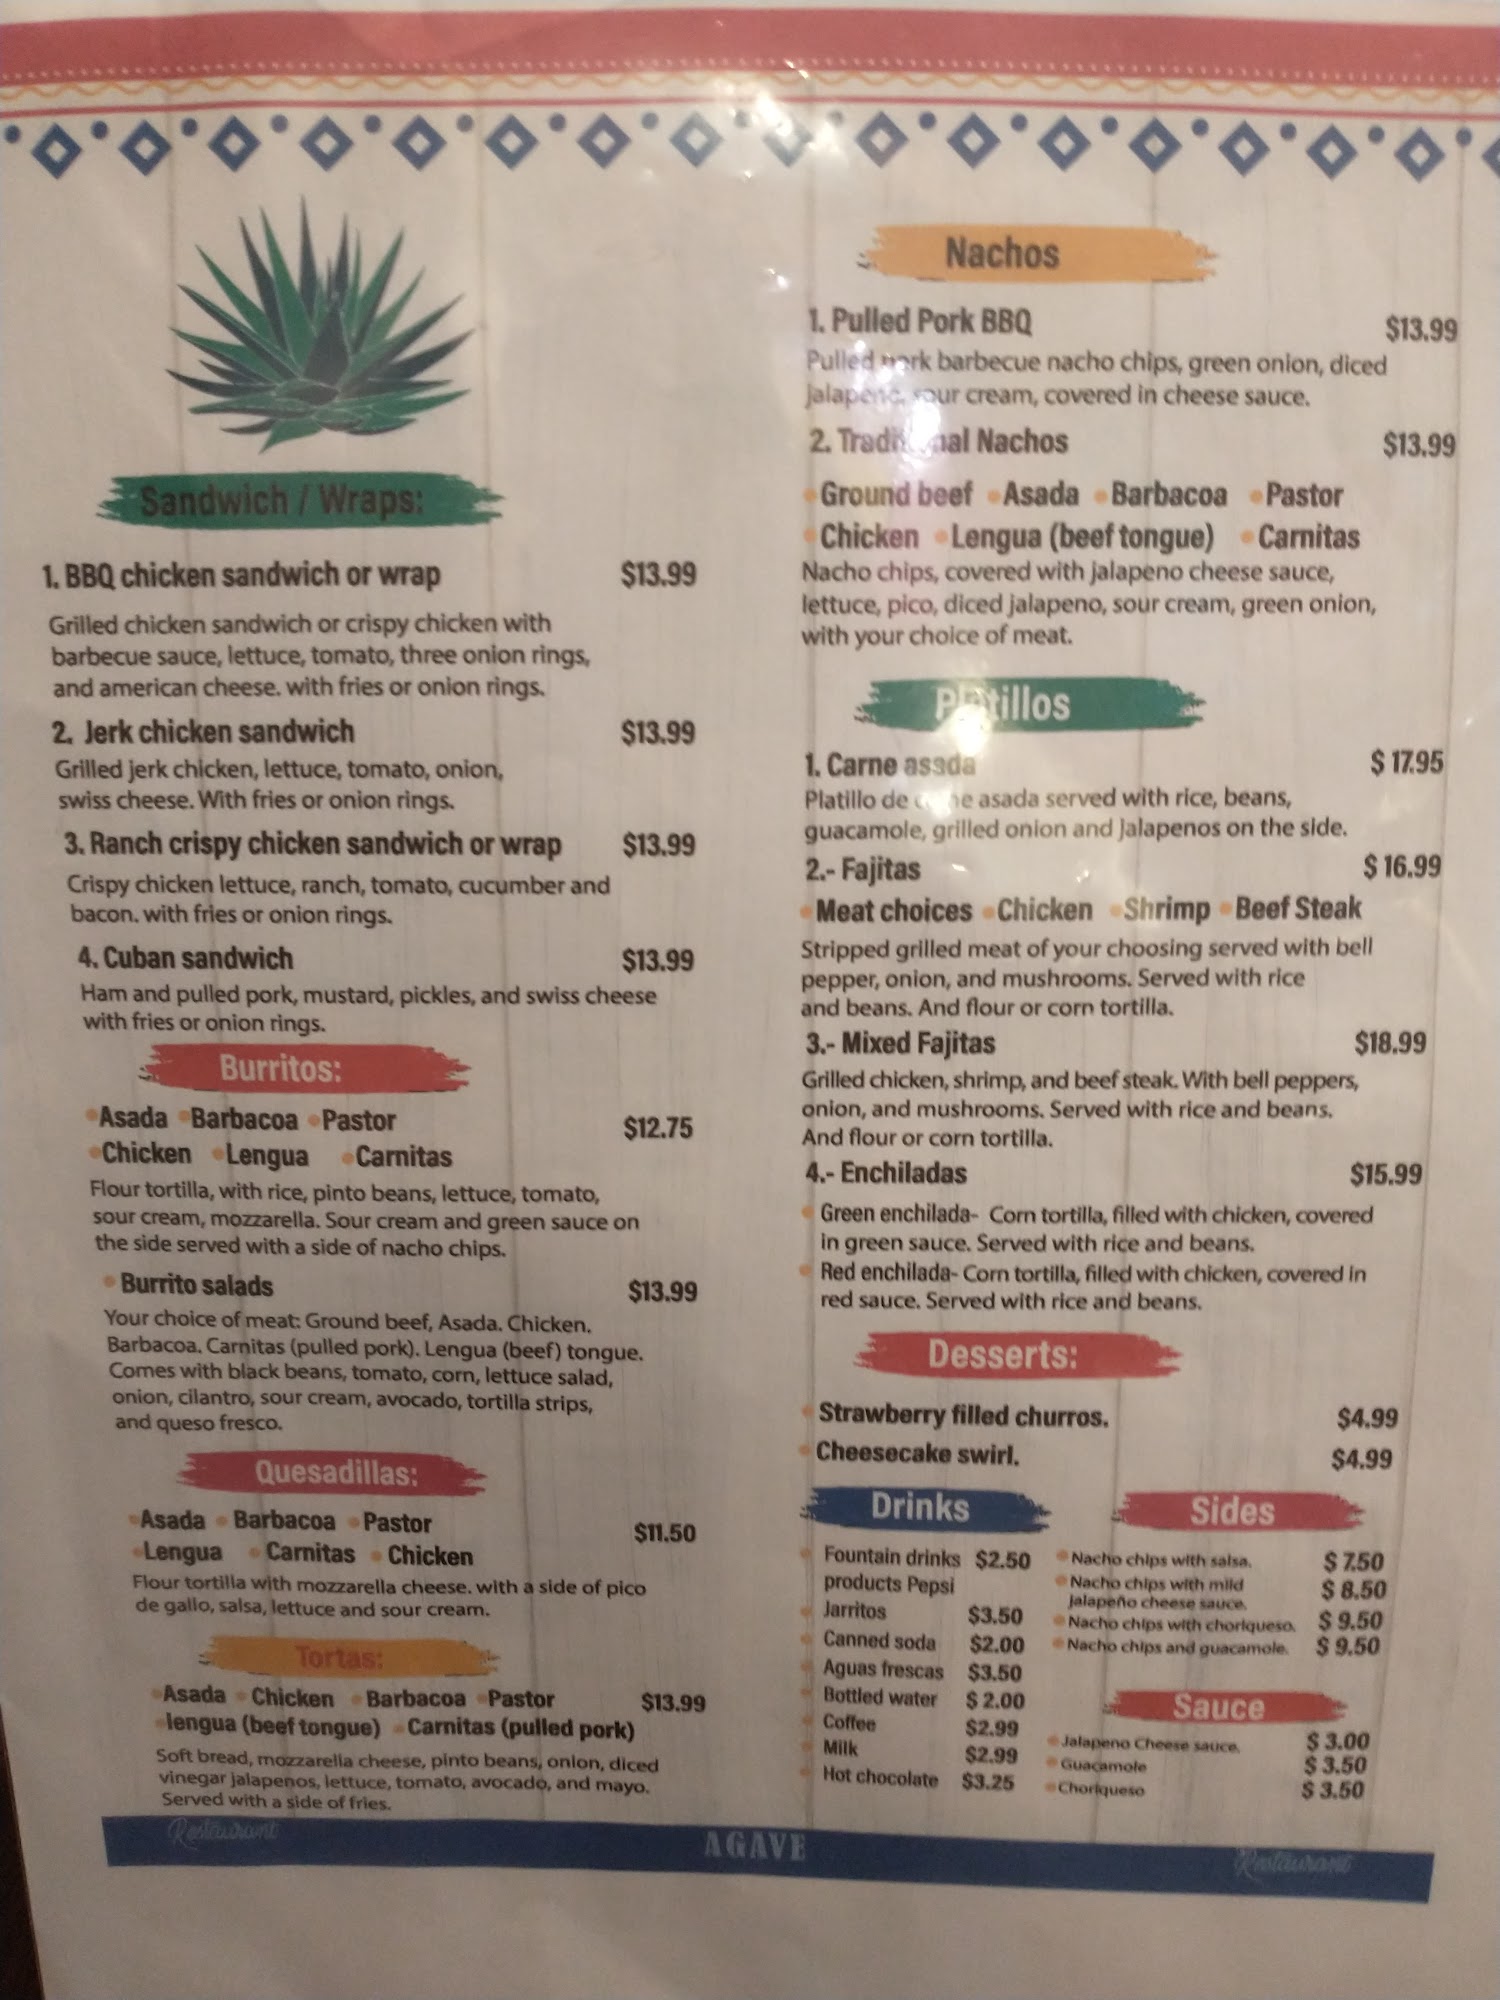 Sandwich / Wraps:
1. BBQ chicken sandwich or wrap $13.99
Grilled chicken sandwich or crispy chicken with
barbecue sauce, lettuce, tomato, three onion rings,
and american cheese. with fries or onion rings.
2. Jerk chicken sandwich $13.99
Grilled jerk chicken, lettuce, tomato, onion,
swiss cheese. With fries or onion rings.
3. Ranch crispy chicken sandwich or wrap $13.99
Crispy chicken lettuce, ranch, tomato, cucumber and
bacon. with fries or onion rings.
4. Cuban sandwich $13.99
Ham and pulled pork, mustard, pickles, and swiss cheese
with fries or onion rings.
Burritos:
•Asada •Barbacoa •Pastor $12.75
•Chicken •Lengua •Carnitas
Flour tortilla, with rice, pinto beans, lettuce, tomato,
sour cream, mozzarella. Sour cream and green sauce on
the side served with a side of nacho chips.
• Burrito salads $13.99
Your choice of meat: Ground beef, Asada. Chicken.
Barbacoa. Carnitas (pulled pork). Lengua (beef) tongue.
Comes with black beans, tomato, corn, lettuce salad,
onion, cilantro, sour cream, avocado, tortilla strips,
and queso fresco.
Quesadillas:
•Asada •Barbacoa •Pastor $11.50
•Lengua •Carnitas •Chicken
Flour tortilla with mozzarella cheese. with a side of pico
de gallo, salsa, lettuce and sour cream.
Tortas:
•Asada •Chicken •Barbacoa •Pastor $13.99
•lengua (beef tongue) •Carnitas (pulled pork)
Soft bread, mozzarella cheese, pinto beans, onion, diced
vinegar jalapenos, lettuce, tomato, avocado, and mayo.
Served with a side of fries.
Nachos
1. Pulled Pork BBQ $13.99
Pulled pork barbecue nacho chips, green onion, diced
jalapeno, sour cream, covered in cheese sauce.
2. Traditional Nachos $13.99
•Ground beef •Asada •Barbacoa •Pastor
•Chicken •Lengua (beef tongue) •Carnitas
Nacho chips, covered with jalapeno cheese sauce,
lettuce, pico, diced jalapeno, sour cream, green onion,
with your choice of meat.
Platillos
1. Carne asada $ 17.95
Platillo de carne asada served with rice, beans,
guacamole, grilled onion and jalapenos on the side.
2.- Fajitas $ 16.99
•Meat choices •Chicken •Shrimp •Beef Steak
Stripped grilled meat of your choosing served with bell
pepper, onion, and mushrooms. Served with rice
and beans. And flour or corn tortilla.
3.- Mixed Fajitas $18.99
Grilled chicken, shrimp, and beef steak. With bell peppers,
onion, and mushrooms. Served with rice and beans.
And flour or corn tortilla.
4.- Enchiladas $15.99
• Green enchilada- Corn tortilla, filled with chicken, covered
in green sauce. Served with rice and beans.
• Red enchilada- Corn tortilla, filled with chicken, covered in
red sauce. Served with rice and beans.
Desserts:
• Strawberry filled churros. $4.99
• Cheesecake swirl. $4.99
Drinks
• Fountain drinks $2.50
products Pepsi
• Jarritos $3.50
• Canned soda $2.00
• Aguas frescas $3.50
• Bottled water $ 2.00
• Coffee $2.99
• Milk $2.99
• Hot chocolate $3.25
Sides
• Nacho chips with salsa. $ 7.50
• Nacho chips with mild $ 8.50
jalapeño cheese sauce.
• Nacho chips with choriqueso. $ 9.50
• Nacho chips and guacamole. $ 9.50
Sauce
• Jalapeno Cheese sauce. $ 3.00
• Guacamole $ 3.50
• Choriqueso $ 3.50
Restaurant AGAVE Restaurant